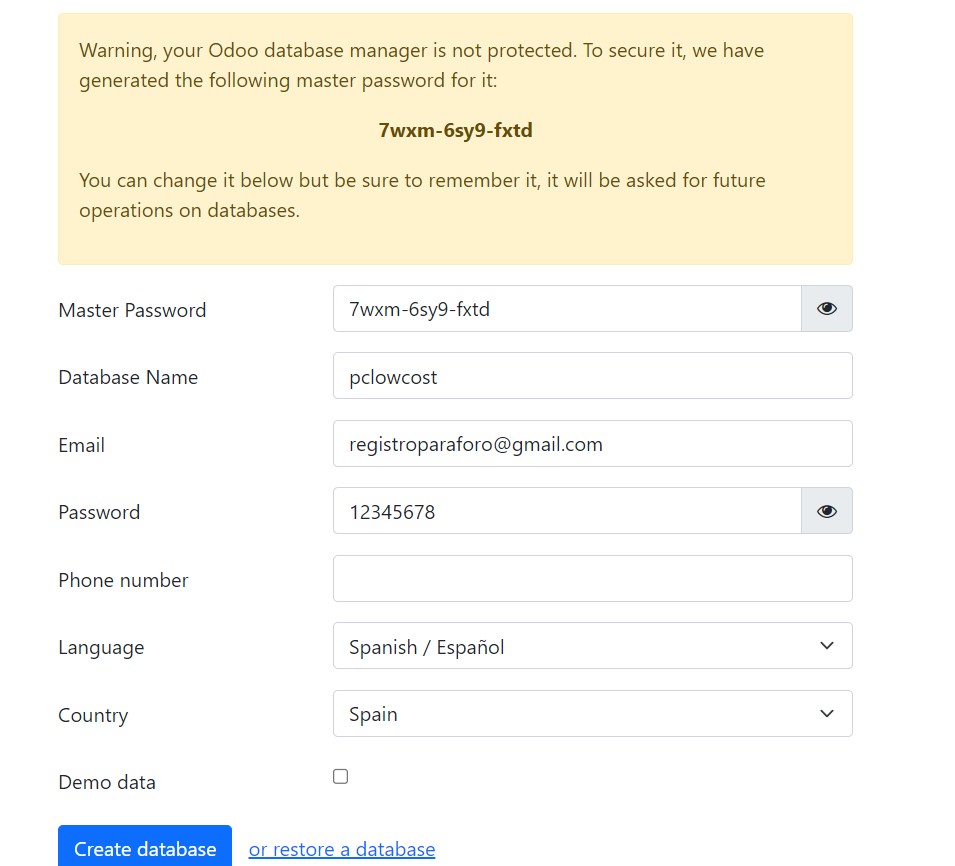 Warning, your Odoo database manager is not protected. To secure it, we have
generated the following master password for it:
7wxm-6sy9-fxtd
You can change it below but be sure to remember it, it will be asked for future
operations on databases.
Master Password 7wxm-6sy9-fxtd
Database Name pclowcost
Email registroparaforo@gmail.com
Password 12345678
Phone number
Language Spanish / Español
Country Spain
Demo data
Create database or restore a database